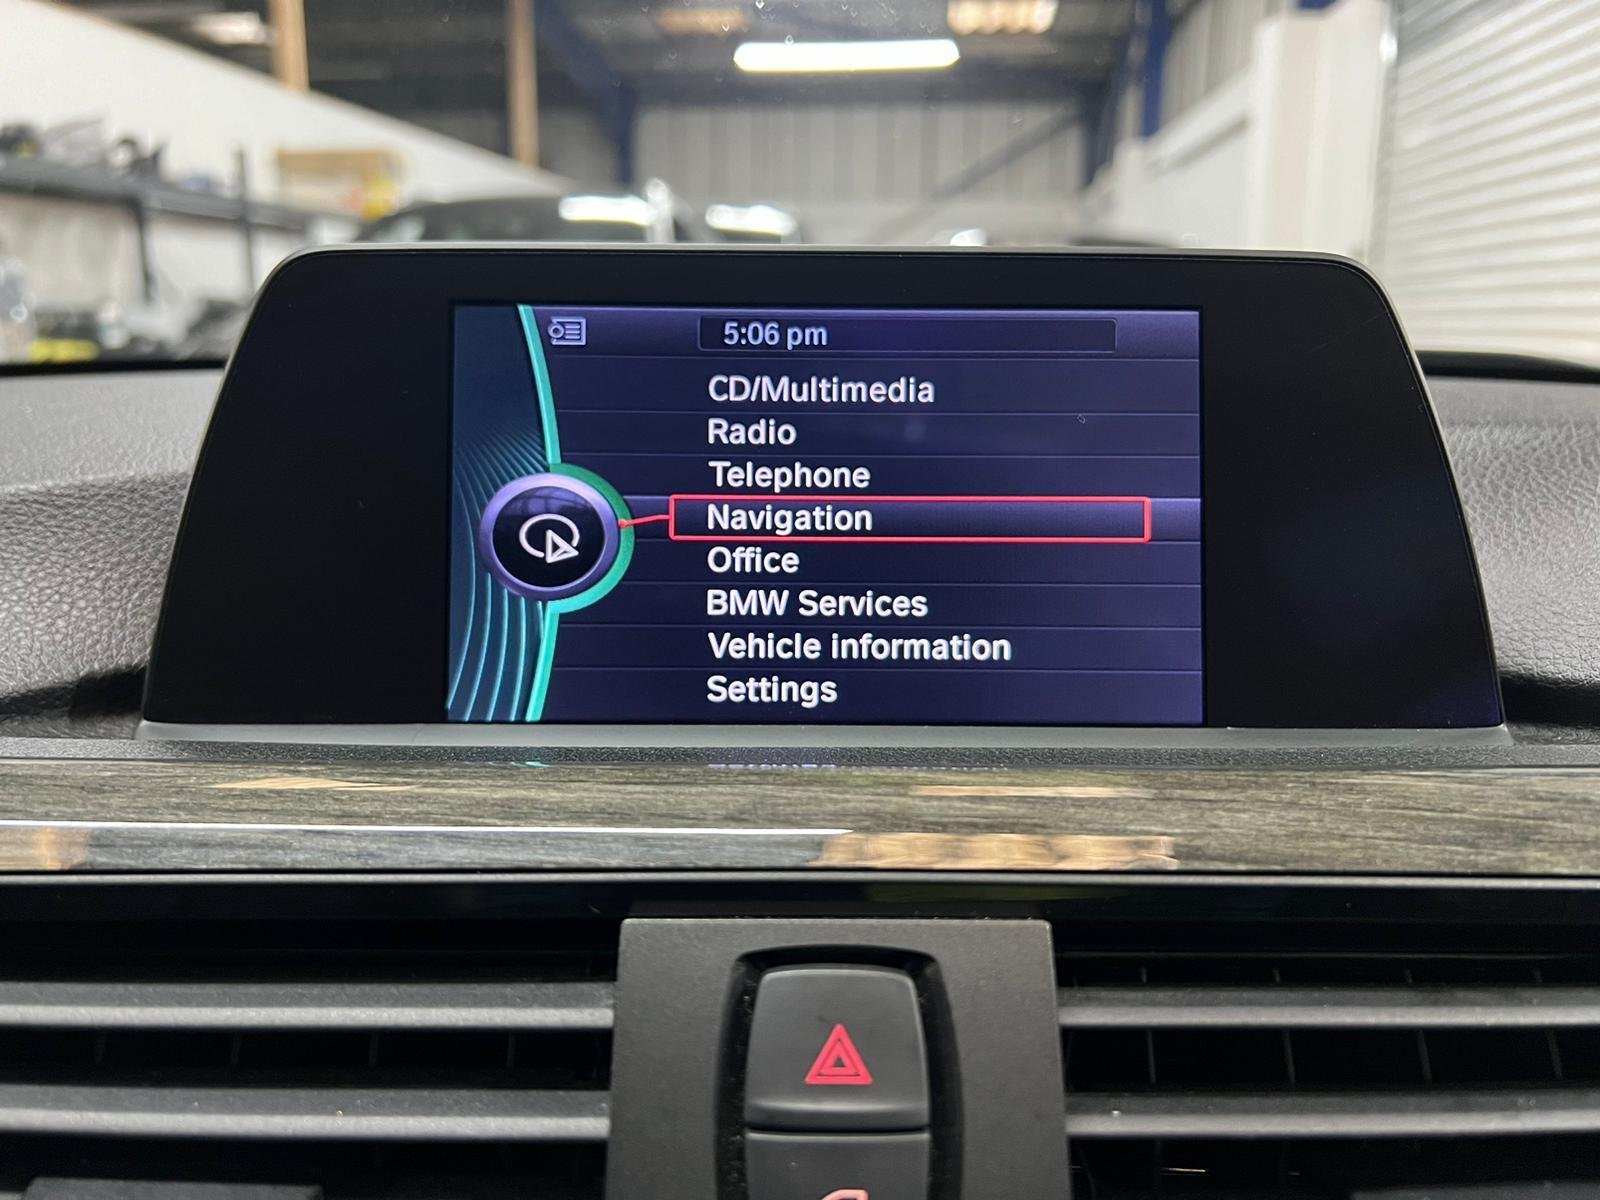 5:06 pm
CD/Multimedia
Radio
Telephone
Navigation
Office
BMW Services
Vehicle information
Settings